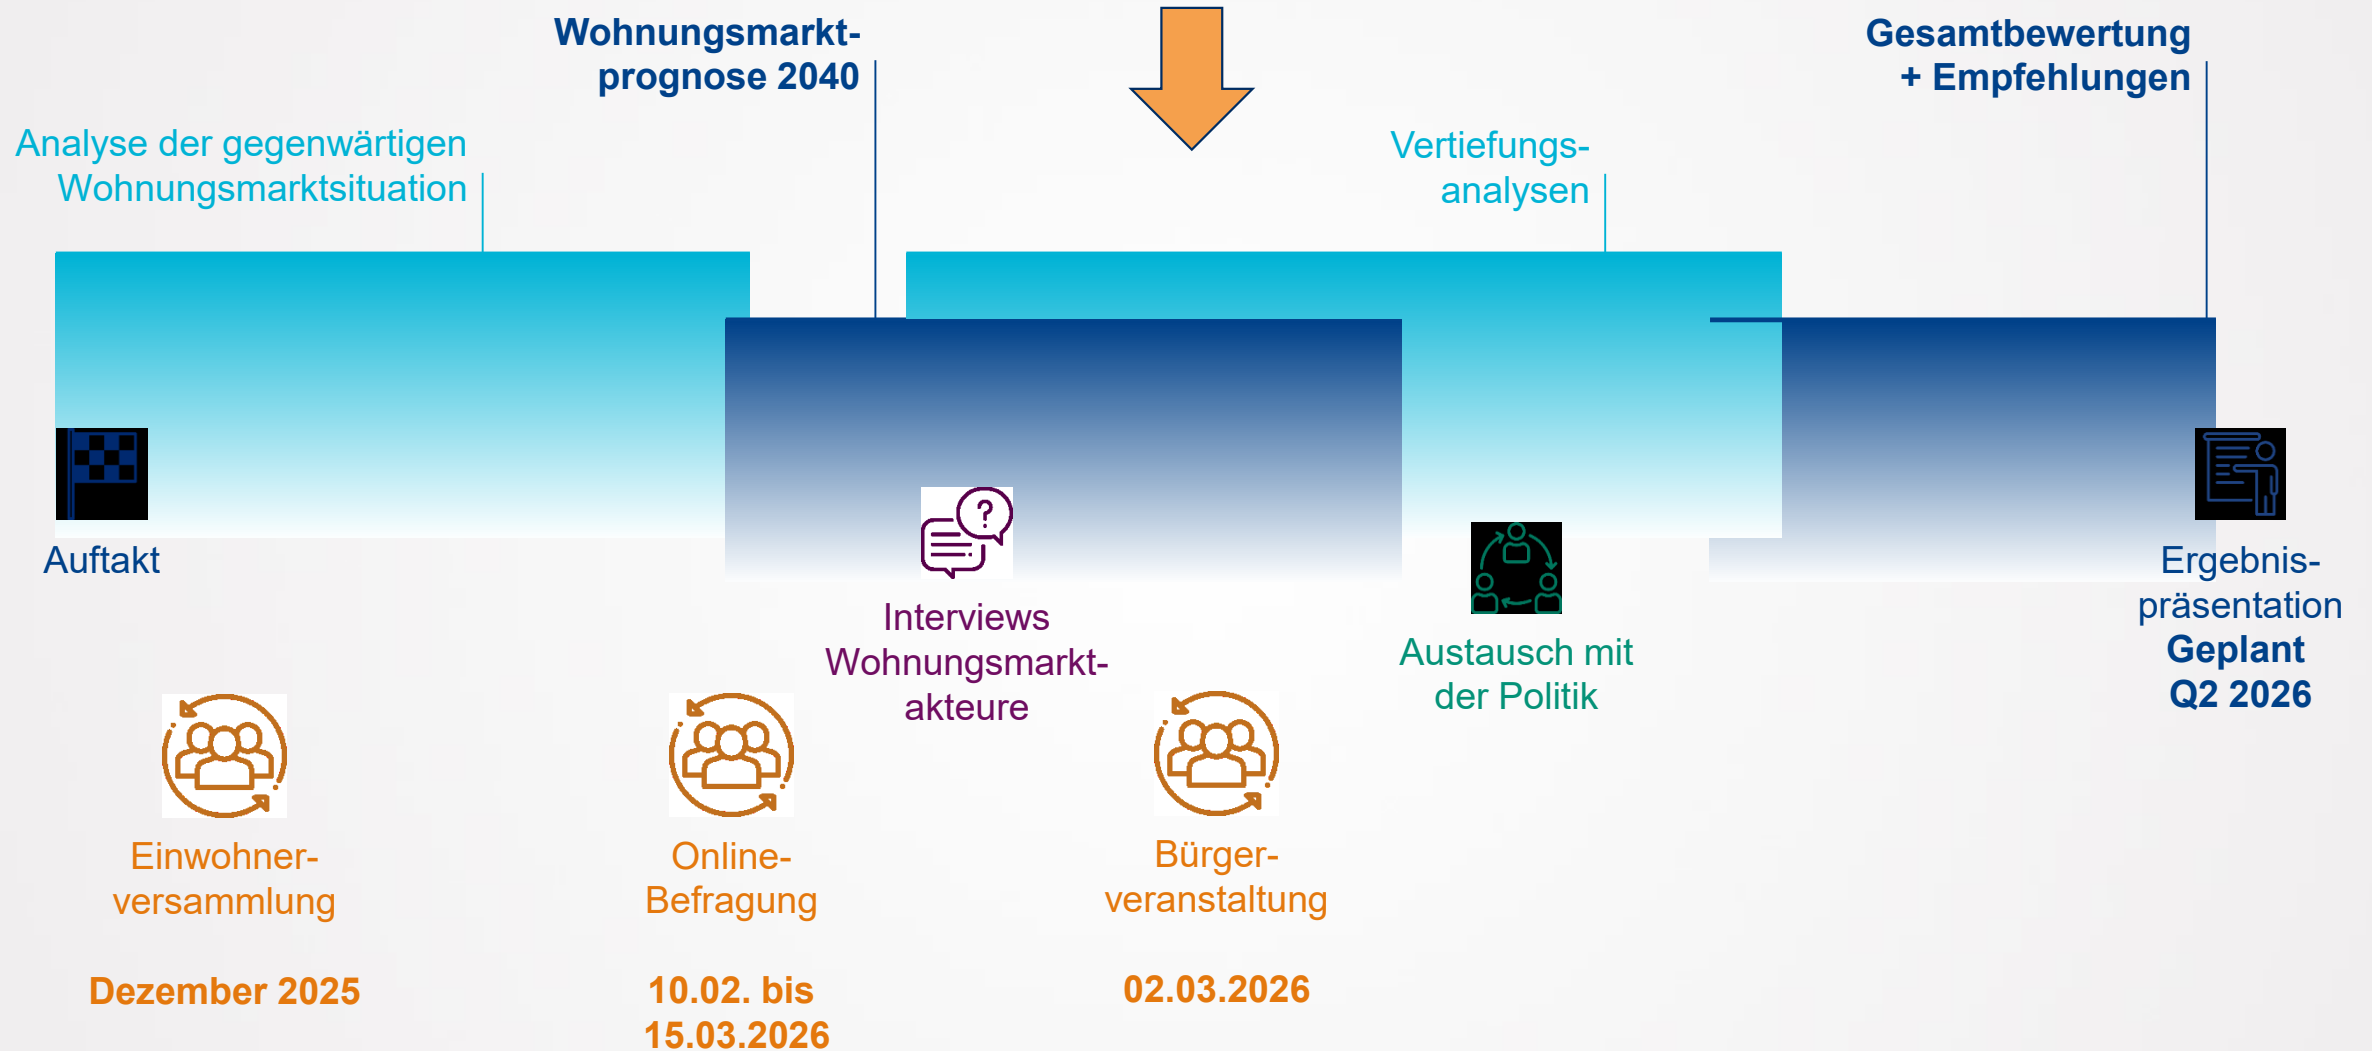 Wohnungsmarkt-
prognose 2040
Gesamtbewertung
+ Empfehlungen
Analyse der gegenwärtigen
Wohnungsmarktsituation
Vertiefungs-
analysen
Auftakt
Interviews
Wohnungsmarkt-
akteure
?
Austausch mit
der Politik
Ergebnis-
präsentation
Geplant
Q2 2026
Einwohner-
versammlung
Dezember 2025
Online-
Befragung
10.02. bis
15.03.2026
Bürger-
veranstaltung
02.03.2026